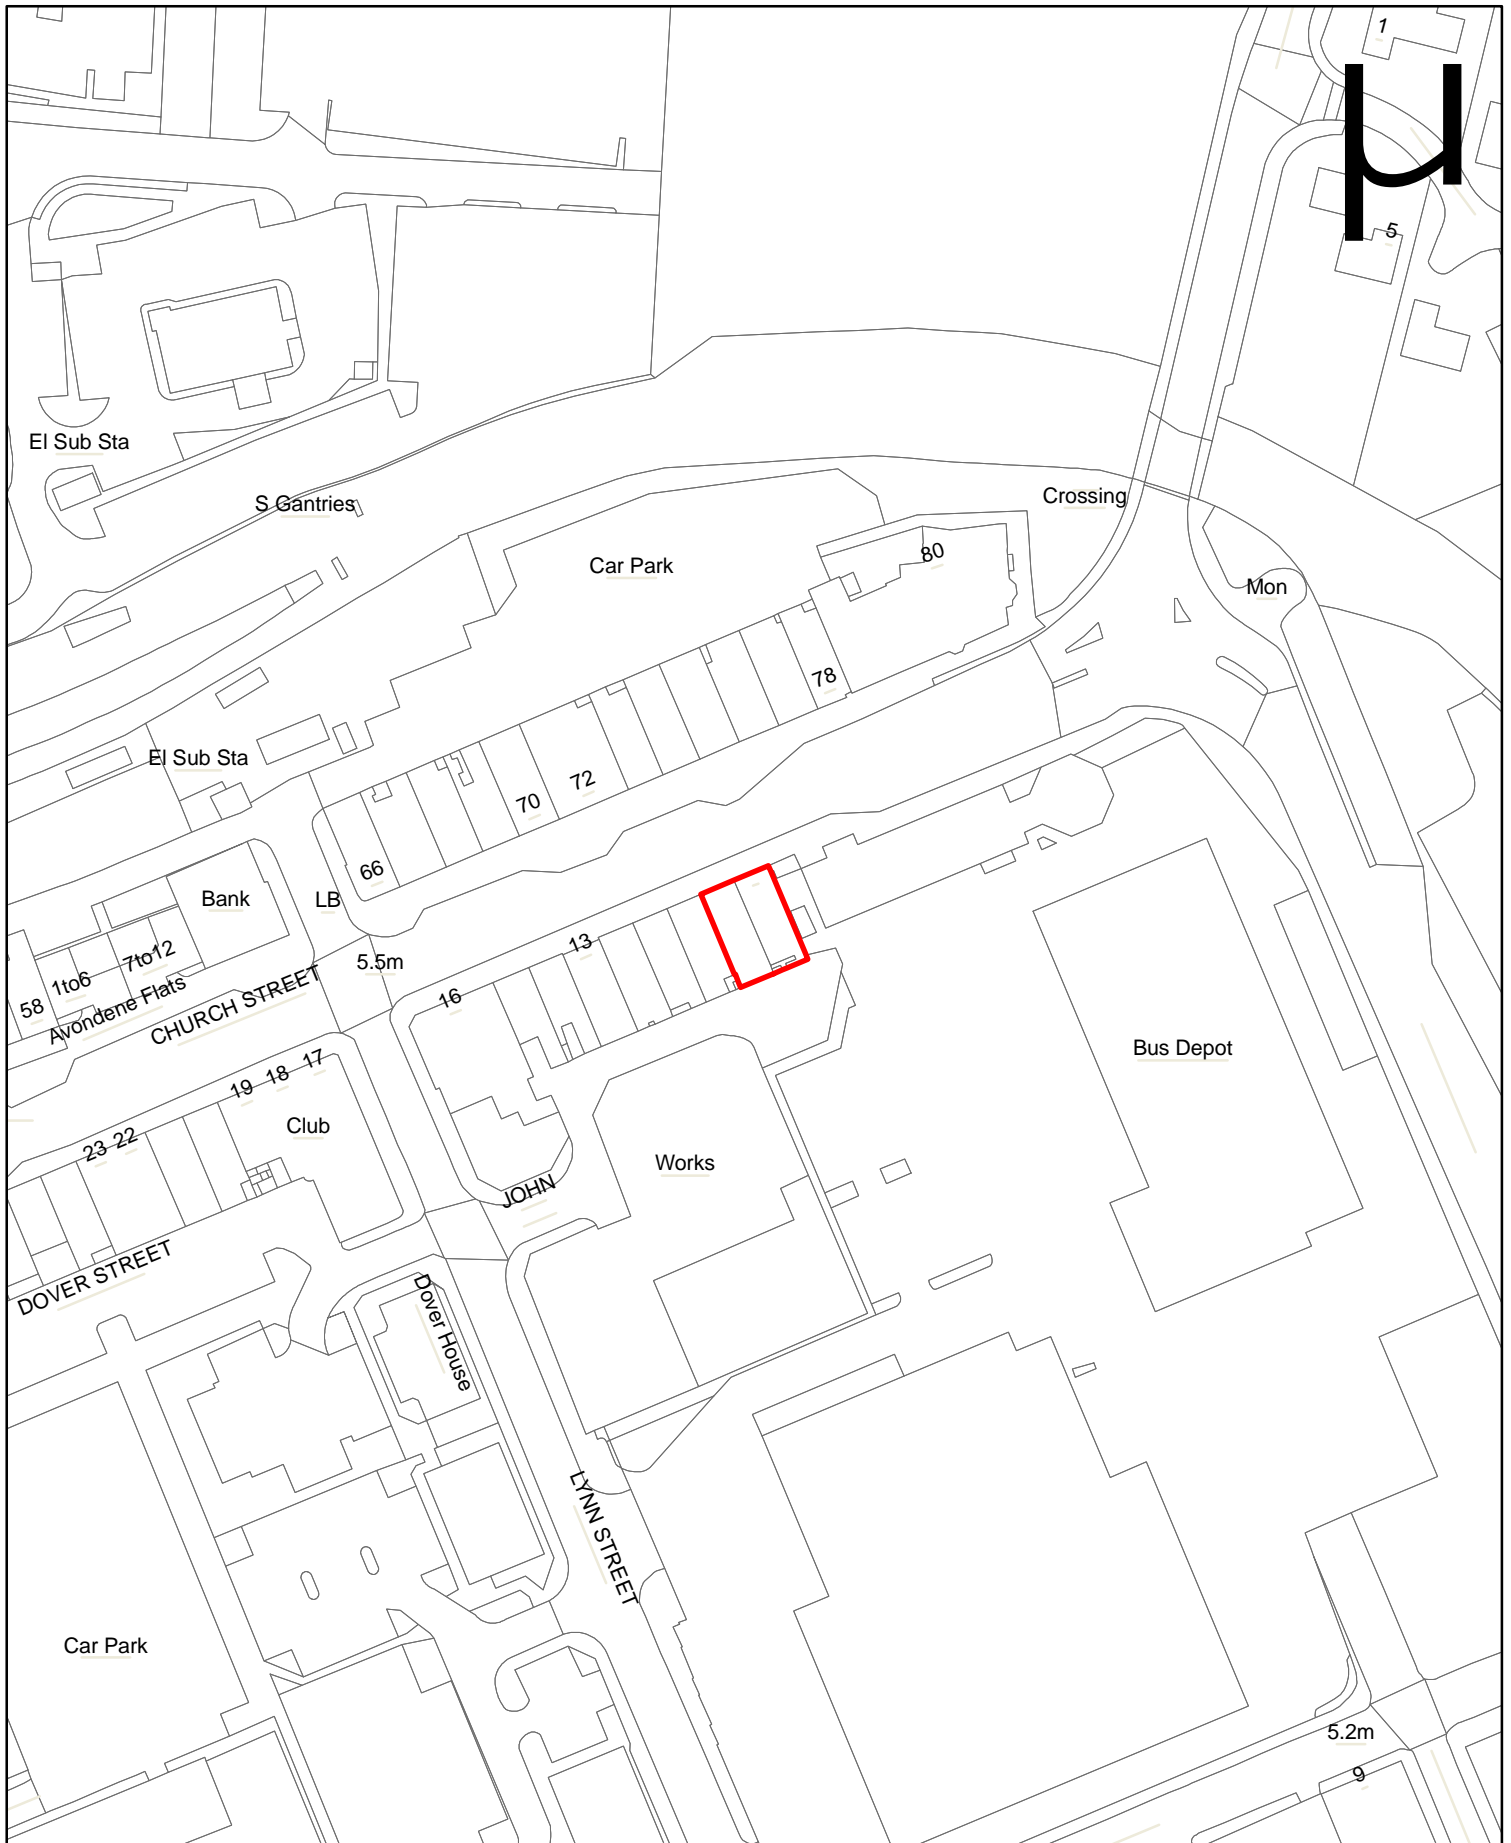 1
µ
5
El Sub Sta
S Gantries
Crossing
Car Park
80
Mon
78
El Sub Sta
72
70
66
Bank
LB
13
7to12
1to6
58
Avondene Flats
CHURCH STREET
5.5m
16
Bus Depot
19 18 17
Club
23 22
Works
JOHN
DOVER STREET
Dover House
LYNN STREET
Car Park
5.2m
9